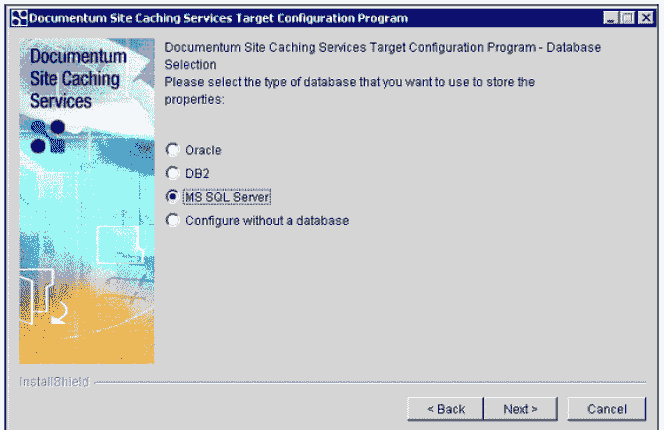 Documentum Site Caching Services Target Configuration Program
Documentum
Site Caching
Services
Documentum Site Caching Services Target Configuration Program - Database
Selection
Please select the type of database that you want to use to store the
properties:
Oracle
DB2
MS SQL Server
Configure without a database
InstallShield
< Back
Next >
Cancel